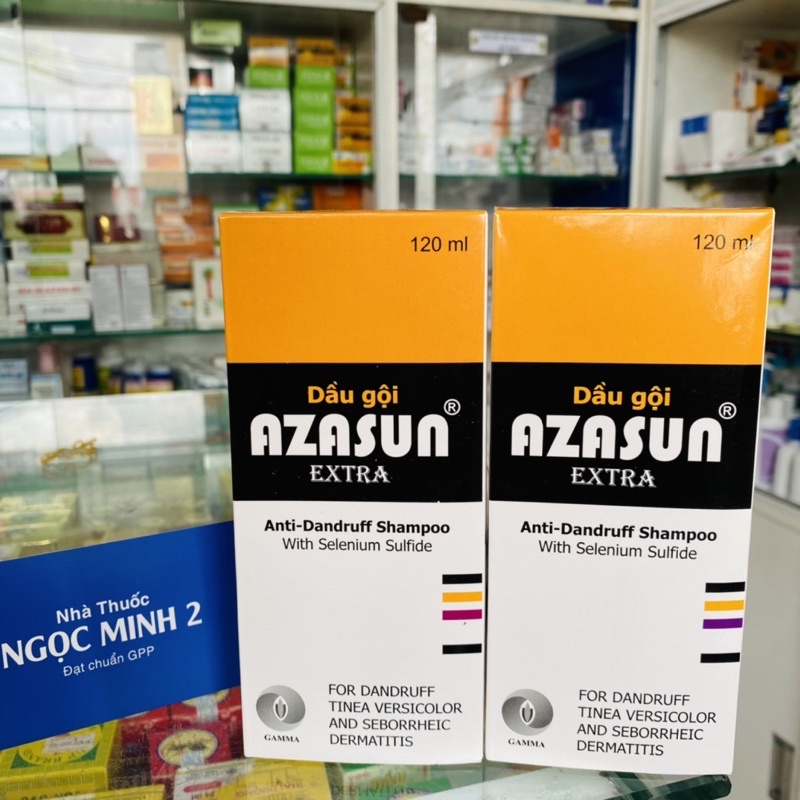 120 ml
Dầu gội
AZASUN®
EXTRA
Anti-Dandruff Shampoo
With Selenium Sulfide
FOR DANDRUFF
TINEA VERSICOLOR
AND SEBORRHEIC
DERMATITIS
GAMMA
120 ml
Dầu gội
AZASUN®
EXTRA
Anti-Dandruff Shampoo
With Selenium Sulfide
FOR DANDRUFF
TINEA VERSICOLOR
AND SEBORRHEIC
DERMATITIS
GAMMA
Nhà Thuốc
NGỌC MINH 2
Đạt chuẩn GPP